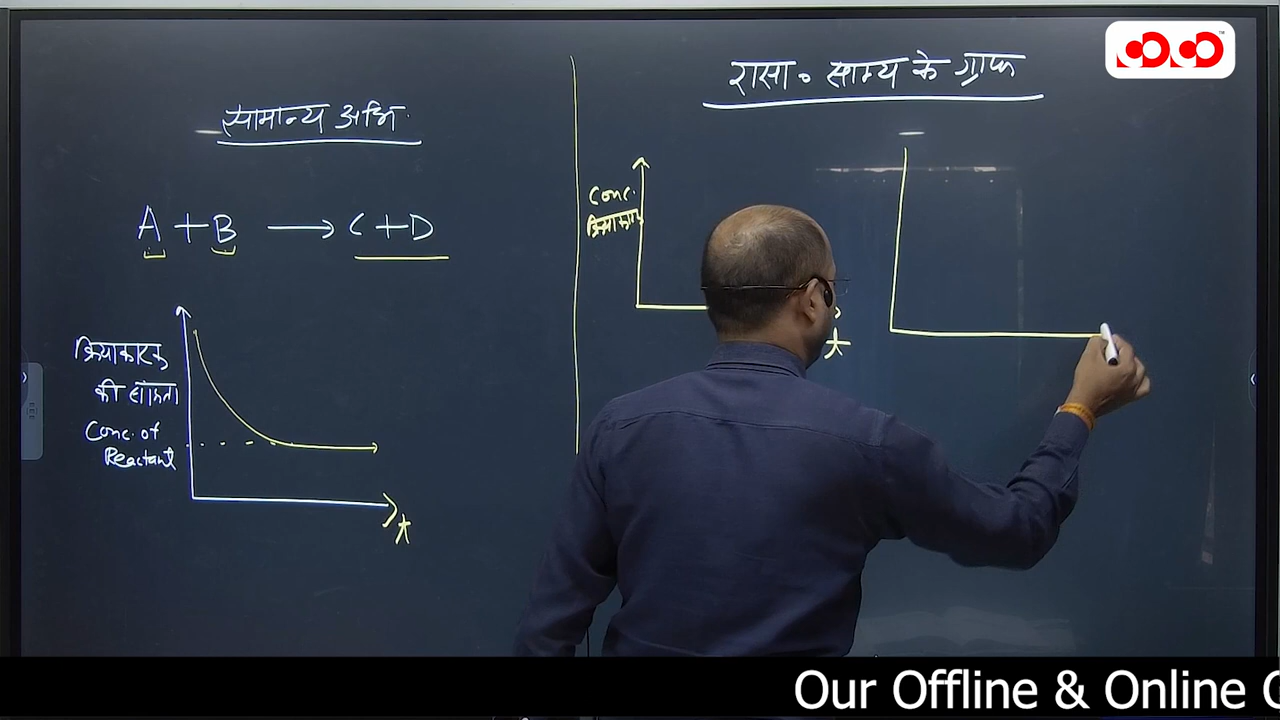 सामान्य अभि.
A + B ⟶ C + D
क्रियाकारक
की सांद्रता
Conc. of
Reactant
t
रासा० साम्य के ग्राफ
Conc.
t
Our Offline & Online